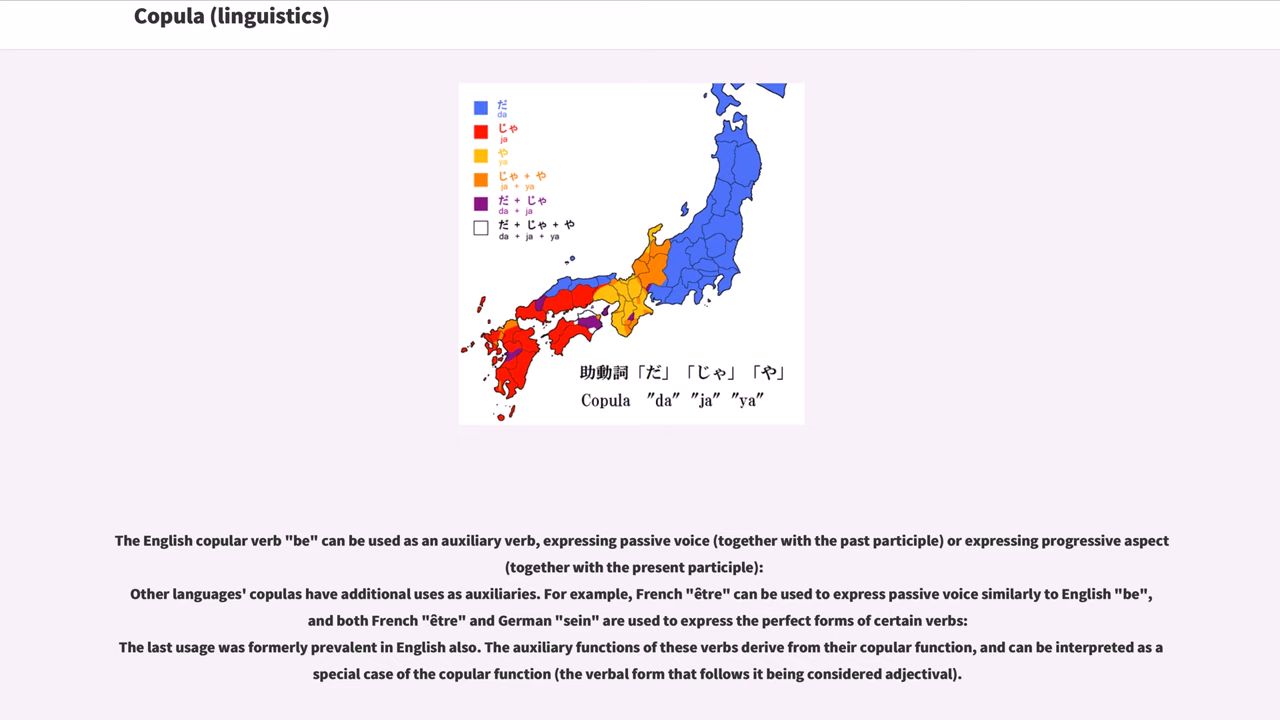 Copula (linguistics)
だ
da
じゃ
ja
や
ya
じゃ + や
ja + ya
だ + じゃ
da + ja
だ + じゃ + や
da + ja + ya
助動詞「だ」「じゃ」「や」
Copula "da" "ja" "ya"
The English copular verb "be" can be used as an auxiliary verb, expressing passive voice (together with the past participle) or expressing progressive aspect
(together with the present participle):
Other languages' copulas have additional uses as auxiliaries. For example, French "être" can be used to express passive voice similarly to English "be",
and both French "être" and German "sein" are used to express the perfect forms of certain verbs:
The last usage was formerly prevalent in English also. The auxiliary functions of these verbs derive from their copular function, and can be interpreted as a
special case of the copular function (the verbal form that follows it being considered adjectival).